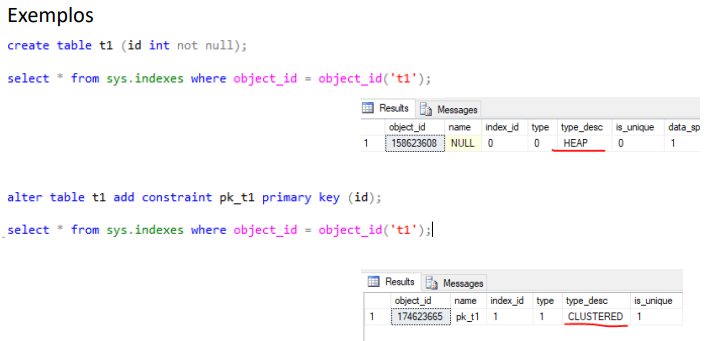 Exemplos
create table t1 (id int not null);
select * from sys.indexes where object_id = object_id('t1');
Results Messages
object_id name index_id type type_desc is_unique data_sp
1 158623608 NULL 0 0 HEAP 0 1
alter table t1 add constraint pk_t1 primary key (id);
select * from sys.indexes where object_id = object_id('t1');
Results Messages
object_id name index_id type type_desc is_unique
1 174623665 pk_t1 1 1 CLUSTERED 1